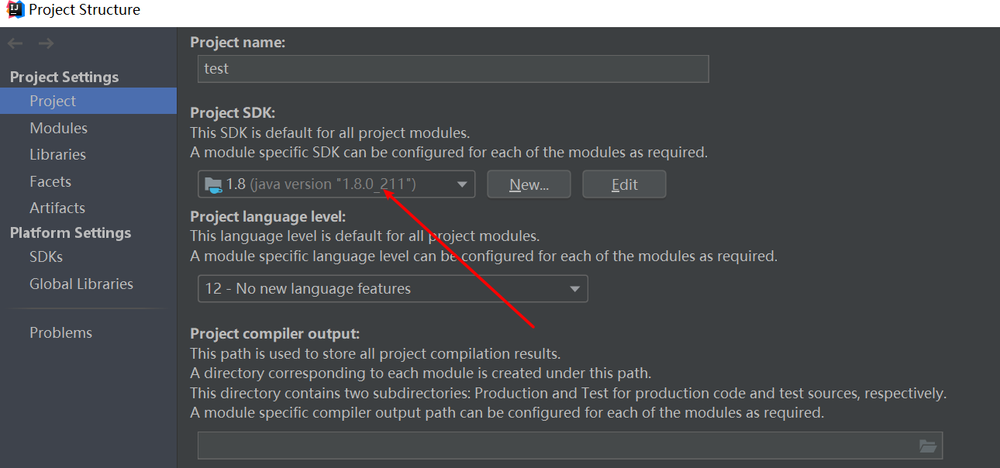 Project Structure
Project Settings
Project
Modules
Libraries
Facets
Artifacts
Platform Settings
SDKs
Global Libraries
Problems
Project name:
test
Project SDK:
This SDK is default for all project modules.
A module specific SDK can be configured for each of the modules as required.
1.8 (java version "1.8.0_211")
New...
Edit
Project language level:
This language level is default for all project modules.
A module specific language level can be configured for each of the modules as required.
12 - No new language features
Project compiler output:
This path is used to store all project compilation results.
A directory corresponding to each module is created under this path.
This directory contains two subdirectories: Production and Test for production code and test sources, respectively.
A module specific compiler output path can be configured for each of the modules as required.